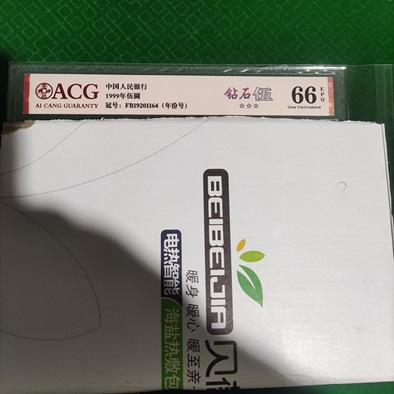 ACG
AI CANG GUARANTY
中国人民银行
1999年伍圆
冠号：FB19201164（年份号）
钻石伍
☆☆☆
66 EPQ
Gem Uncirculated
BEIBEIJIA
电热智能
海盐热敷包
暖身 暖心 暖至亲